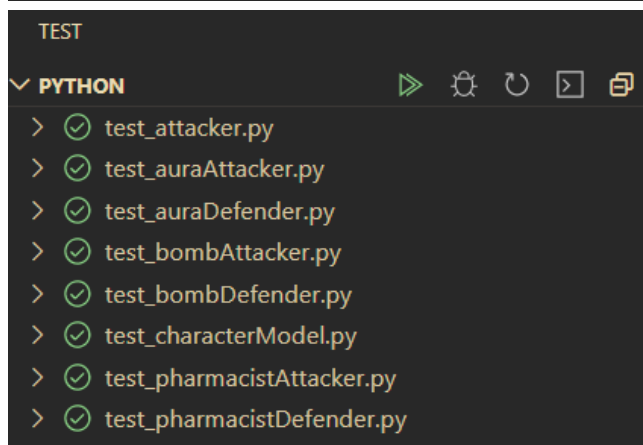 TEST
PYTHON
test_attacker.py
test_auraAttacker.py
test_auraDefender.py
test_bombAttacker.py
test_bombDefender.py
test_characterModel.py
test_pharmacistAttacker.py
test_pharmacistDefender.py